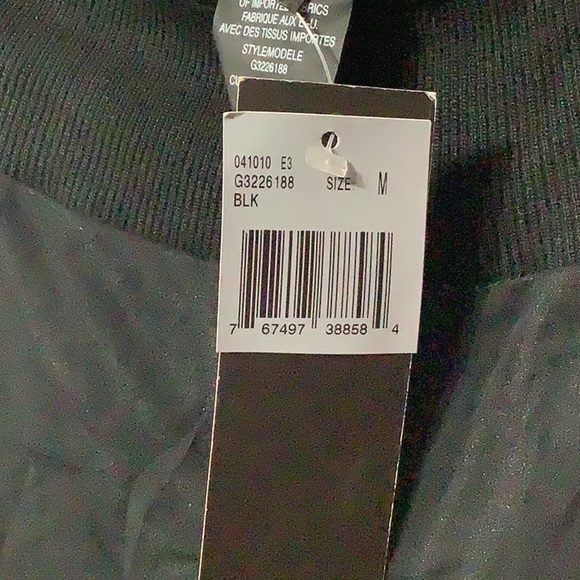 OF IMPORTED FABRICS
FABRIQUE AUX É.-U.
AVEC DES TISSUS IMPORTES
STYLE/MODELE
G3226188
041010 E3
G3226188 SIZE: M
BLK
7 67497 38858 4